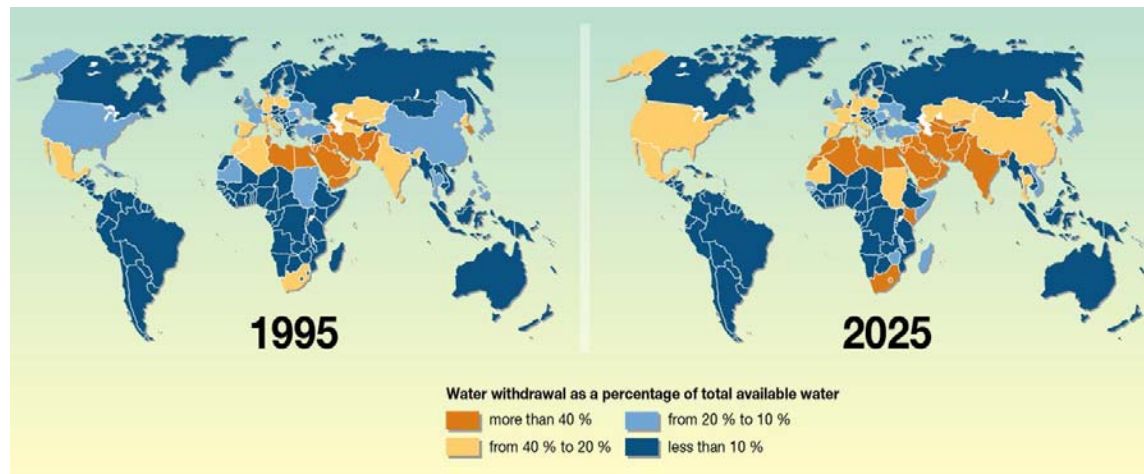 1995
2025
Water withdrawal as a percentage of total available water
more than 40 %
from 20 % to 10 %
from 40 % to 20 %
less than 10 %